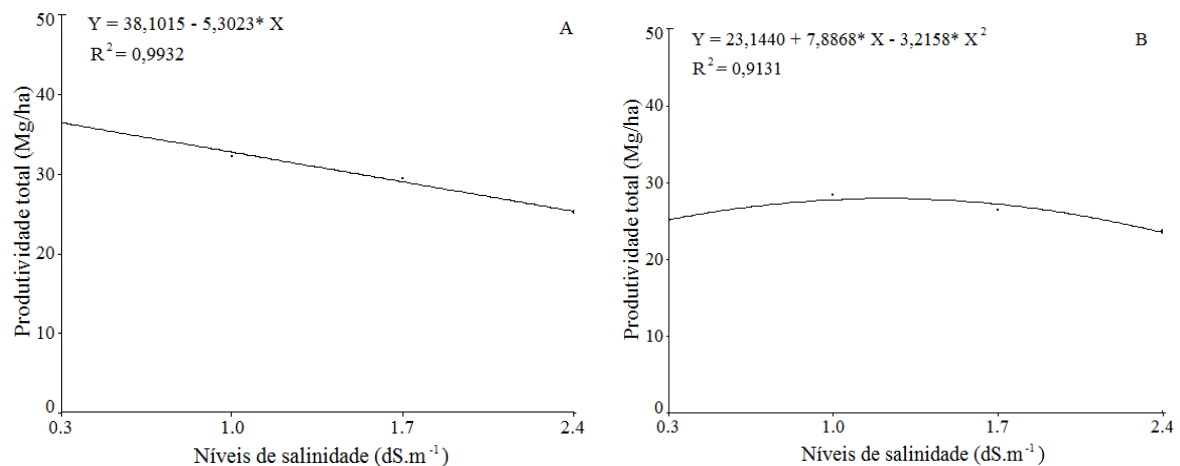 Y = 38,1015 - 5,3023* X
R² = 0,9932
A
Produtividade total (Mg/ha)
50
40
30
20
10
0
0.3 1.0 1.7 2.4
Níveis de salinidade (dS.m⁻¹)
Y = 23,1440 + 7,8868* X - 3,2158* X²
R² = 0,9131
B
Produtividade total (Mg/ha)
50
40
30
20
10
0
0.3 1.0 1.7 2.4
Níveis de salinidade (dS.m⁻¹)